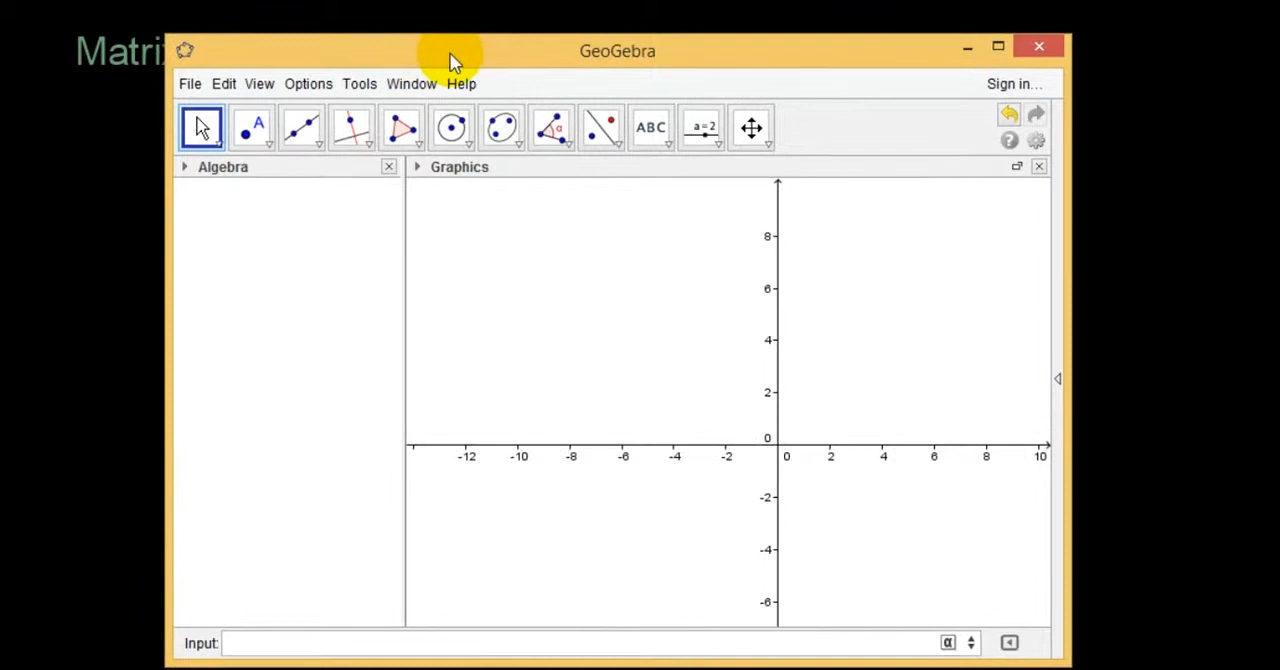 Matri
GeoGebra
File Edit View Options Tools Window Help Sign in...
A α ABC a=2
Algebra Graphics
8
6
4
2
0
-12 -10 -8 -6 -4 -2 0 2 4 6 8 10
-2
-4
-6
Input: α